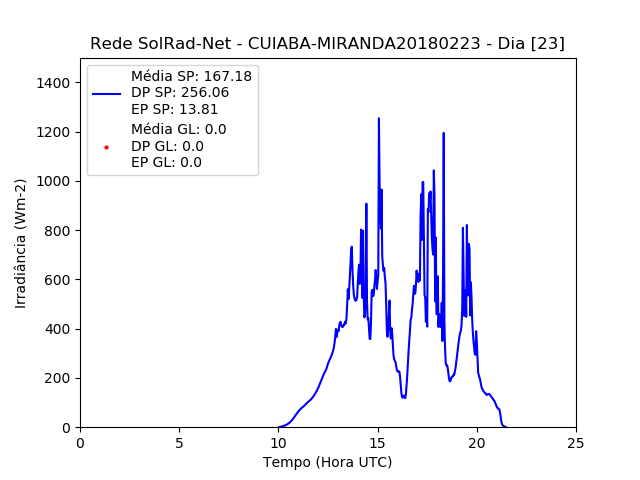 Rede SolRad-Net - CUIABA-MIRANDA20180223 - Dia [23]
Média SP: 167.18
DP SP: 256.06
EP SP: 13.81
Média GL: 0.0
DP GL: 0.0
EP GL: 0.0
1400
1200
1000
800
600
400
200
0
Irradiância (Wm-2)
0 5 10 15 20 25
Tempo (Hora UTC)